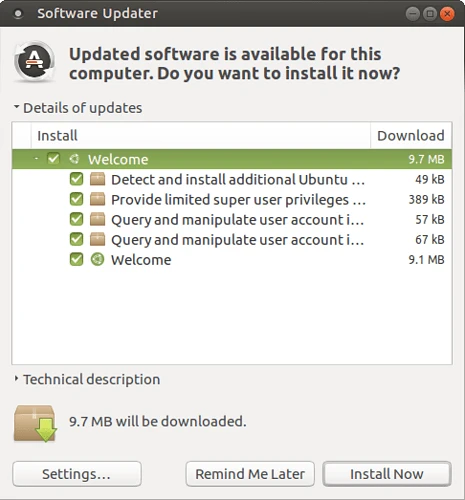 Software Updater
Updated software is available for this
computer. Do you want to install it now?
Details of updates
Install Download
Welcome 9.7 MB
Detect and install additional Ubuntu ... 49 kB
Provide limited super user privileges ... 389 kB
Query and manipulate user account i... 57 kB
Query and manipulate user account i... 67 kB
Welcome 9.1 MB
Technical description
9.7 MB will be downloaded.
Settings... Remind Me Later Install Now